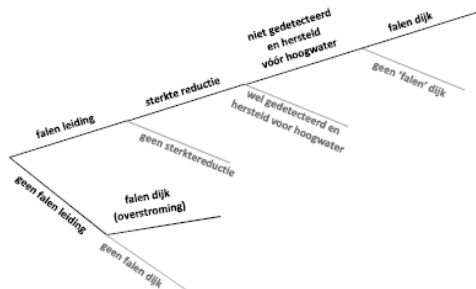 niet gedetecteerd
en hersteld
vóór hoogwater
falen dijk
geen 'falen' dijk
sterkte reductie
wel gedetecteerd en
hersteld voor hoogwater
falen leiding
geen sterktereductie
geen falen leiding
falen dijk
(overstroming)
geen falen dijk